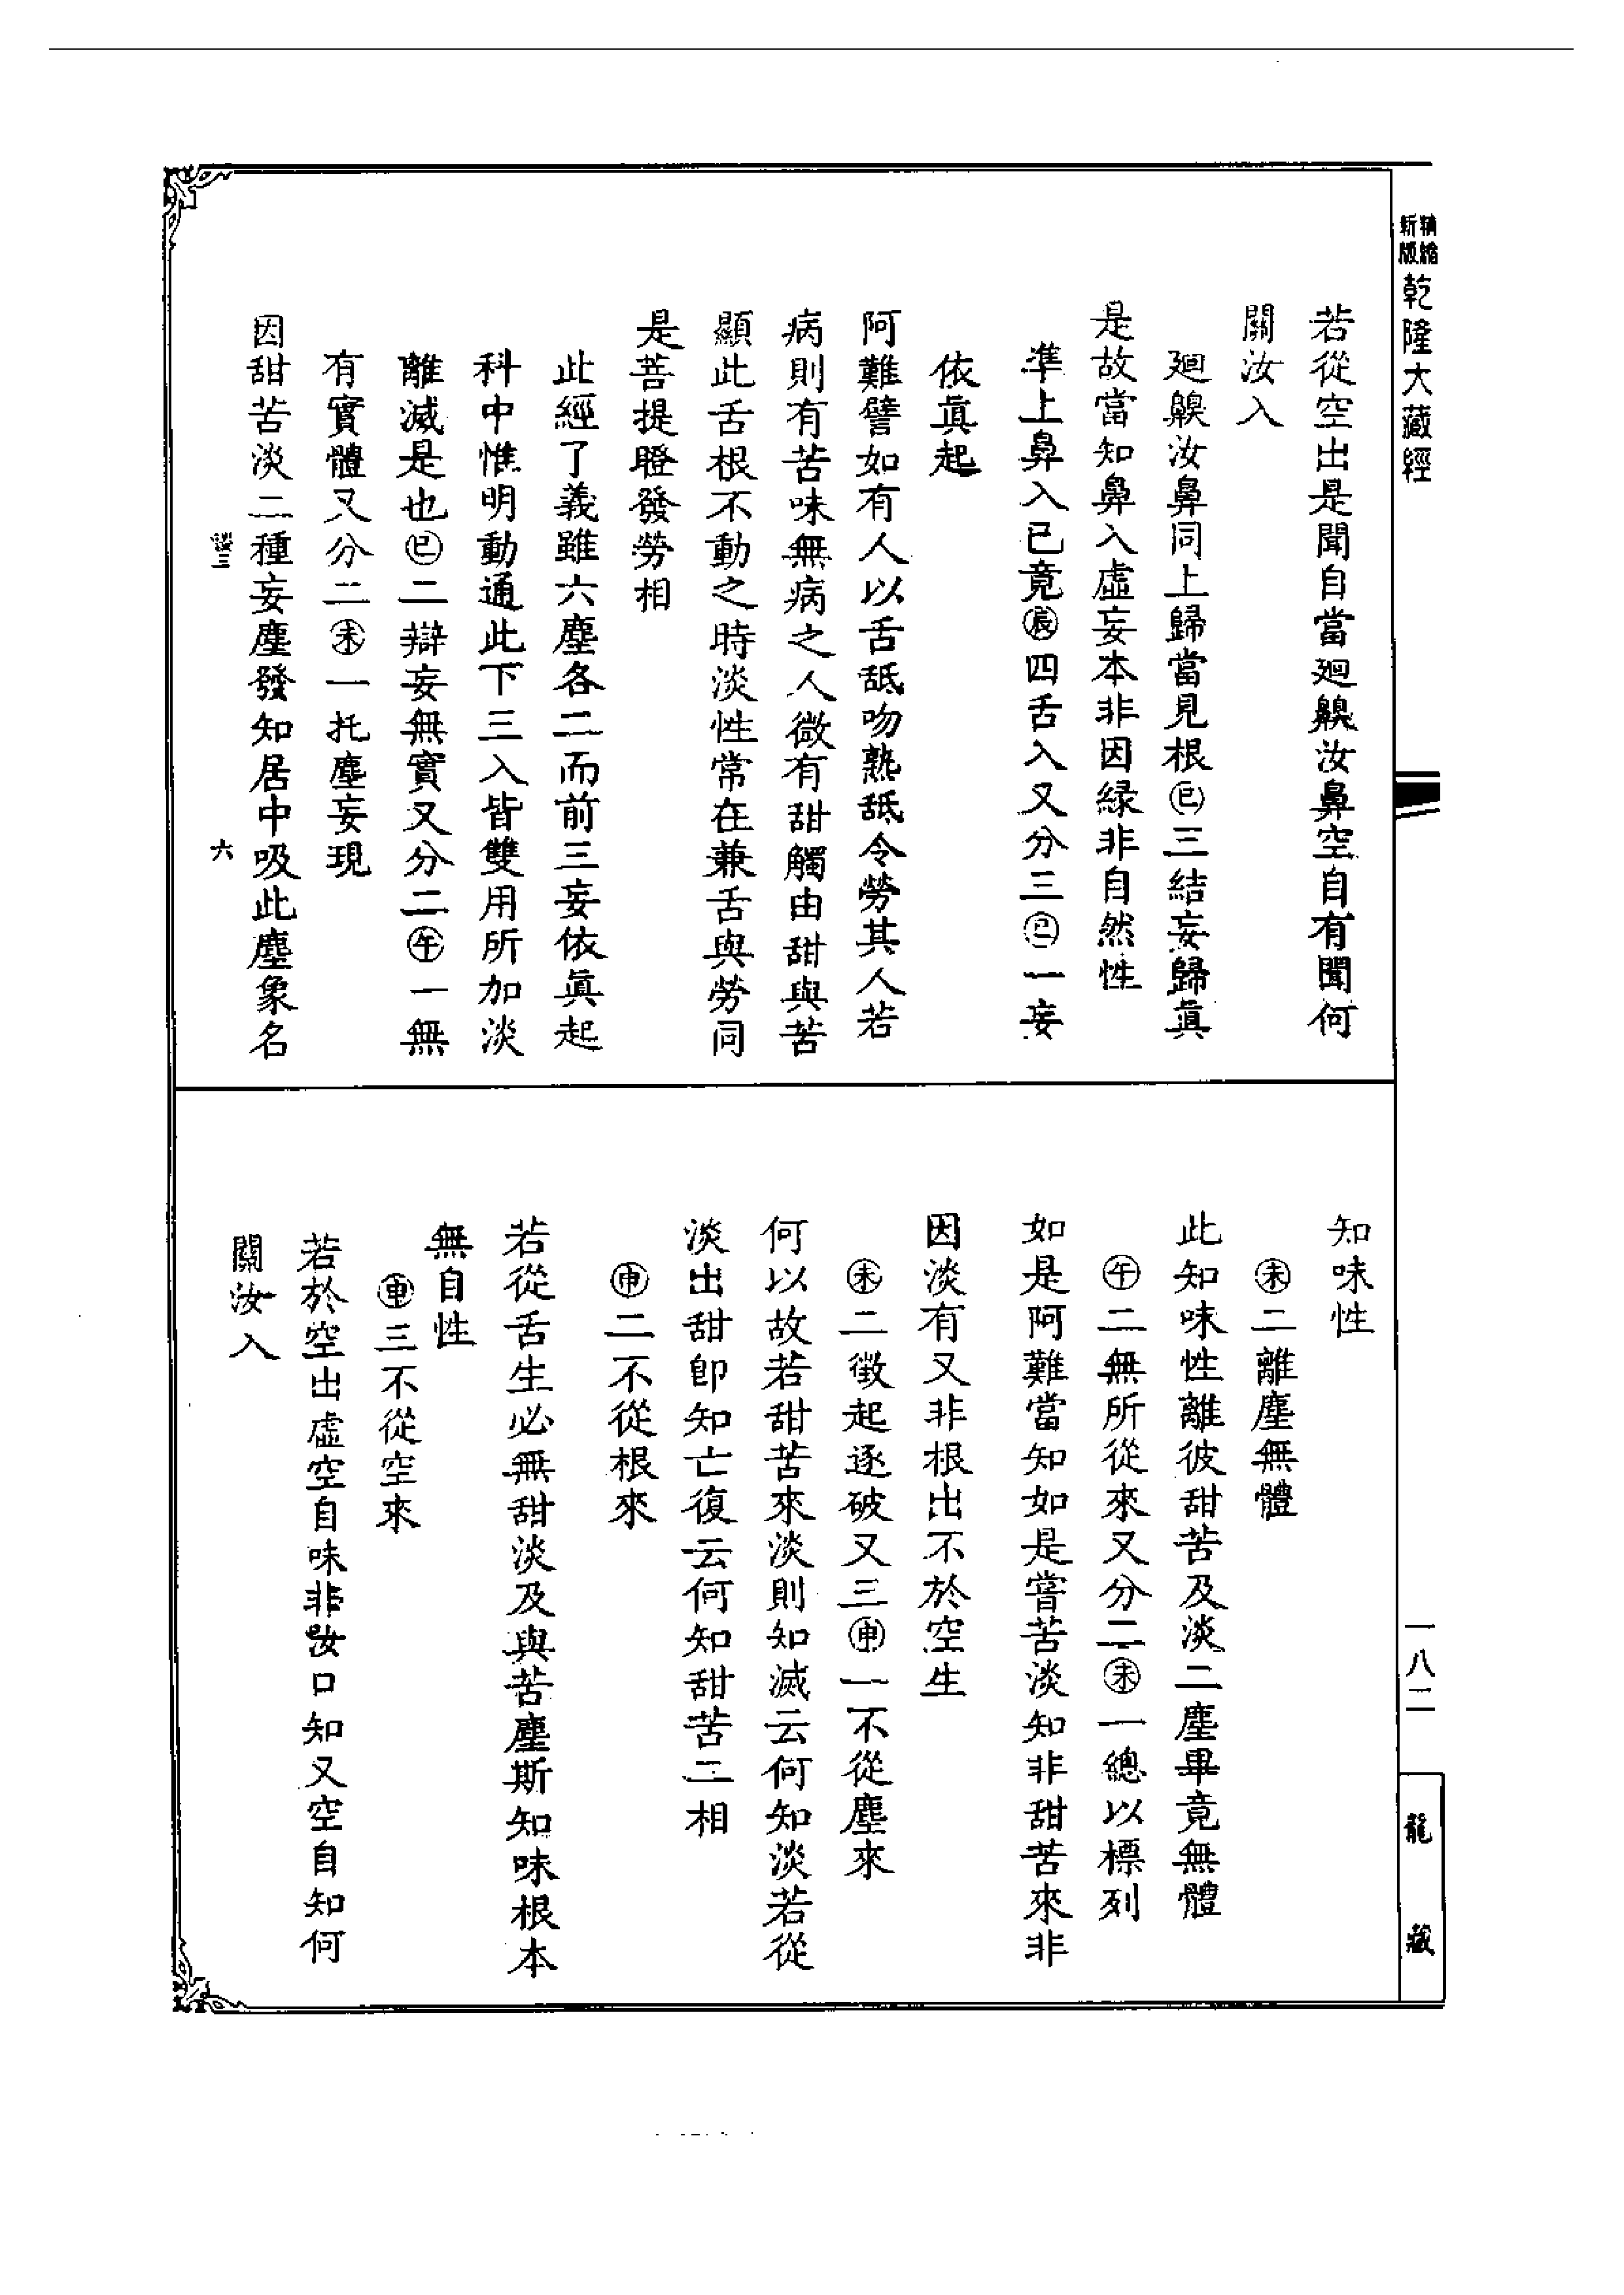 精縮
新版
乾隆大藏經
若從空出是聞自當廻齅汝鼻空自有聞何
關汝入
廻齅汝鼻同上歸當見根㊁三結妄歸眞
是故當知鼻入虛妄本非因緣非自然性
準上鼻入已竟辰四舌入又分三巳一妄
依眞起
阿難譬如有人以舌舐吻熟舐令勞其人若
病則有苦味無病之人微有甜觸由甜與苦
顯此舌根不動之時淡性常在兼舌與勞同
是菩提瞪發勞相
此經了義雖六塵各二而前三妄依眞起
科中惟明動通此下三入皆雙用所加淡
離滅是也巳二辯妄無實又分二午一無
有實體又分二未一托塵妄現
因甜苦淡二種妄塵發知居中吸此塵象名
六
知味性
未二離塵無體
此知味性離彼甜苦及淡二塵畢竟無體
午二無所從來又分二未一總以標列
如是阿難當知如是嘗苦淡知非甜苦來非
因淡有又非根出不於空生
未二徵起逐破又三申一不從塵來
何以故若甜苦來淡則知滅云何知淡若從
淡出甜卽知亡復云何知甜苦二相
申二不從根來
若從舌生必無甜淡及與苦塵斯知味根本
無自性
申三不從空來
若於空出虛空自味非汝口知又空自知何
關汝入
一八二
龍藏